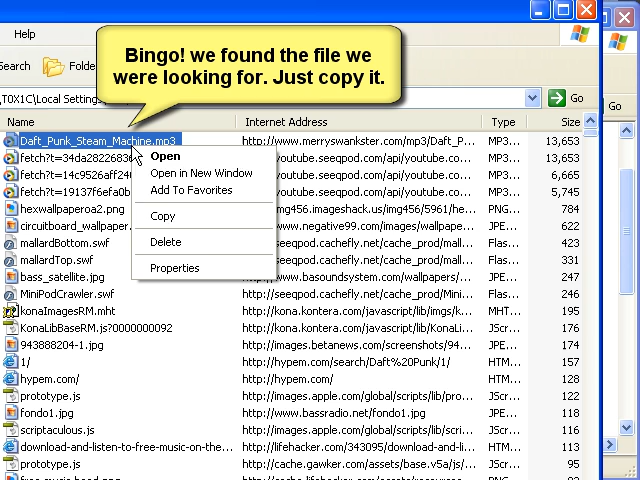 Help
Bingo! we found the file we
were looking for. Just copy it.
Search Folde
Go
\T0X1C\Local Settings\ Go
Name Internet Address Type Size
Daft_Punk_Steam_Machine.mp3 http://www.merryswankster.com/mp3/Daft_P... MP3... 13,653
fetch?t=34da2822683 /youtube.seeqpod.com/api/youtube.co... MP3... 13,653
Open
fetch?t=14c9526aff240 /youtube.seeqpod.com/api/youtube.co... MP3... 6,665
Open in New Window
fetch?t=19137f6efa0b /youtube.seeqpod.com/api/youtube.co... MP3... 5,745
Add To Favorites
hexwallpaperoa2.png img456.imageshack.us/img456/5961/he... PNG... 784
Copy
circuitboard_wallpape www.negative99.com/images/wallpape... JPE... 622
mallardBottom.swf seeqpod.cachefly.net/cache_prod/mall... Flas... 423
Delete
mallardTop.swf seeqpod.cachefly.net/cache_prod/mall... Flas... 331
bass_satellite.jpg www.basoundsystem.com/wallpapers/... JPE... 247
Properties
MiniPodCrawler.swf http://seeqpod.cachefly.net/cache_prod/Mini... Flas... 246
konaImagesRM.mht http://kona.kontera.com/javascript/lib/imgs/k... MHT... 195
KonaLibBaseRM.js?0000000092 http://kona.kontera.com/javascript/lib/KonaLi... JScr... 176
943888204-1.jpg http://images.betanews.com/screenshots/94... JPE... 174
1/ http://hypem.com/search/Daft%20Punk/1/ HTM... 157
hypem.com/ http://hypem.com/ HTM... 128
prototype.js http://images.apple.com/global/scripts/lib/pro... JScr... 122
fondo1.jpg http://www.bassradio.net/fondo1.jpg JPE... 118
scriptaculous.js http://images.apple.com/global/scripts/lib/scr... JScr... 116
download-and-listen-to-free-music-on-the... http://lifehacker.com/343095/download-and-li... HTM... 113
prototype.js http://cache.gawker.com/assets/base.v5a/js/... JScr... 95